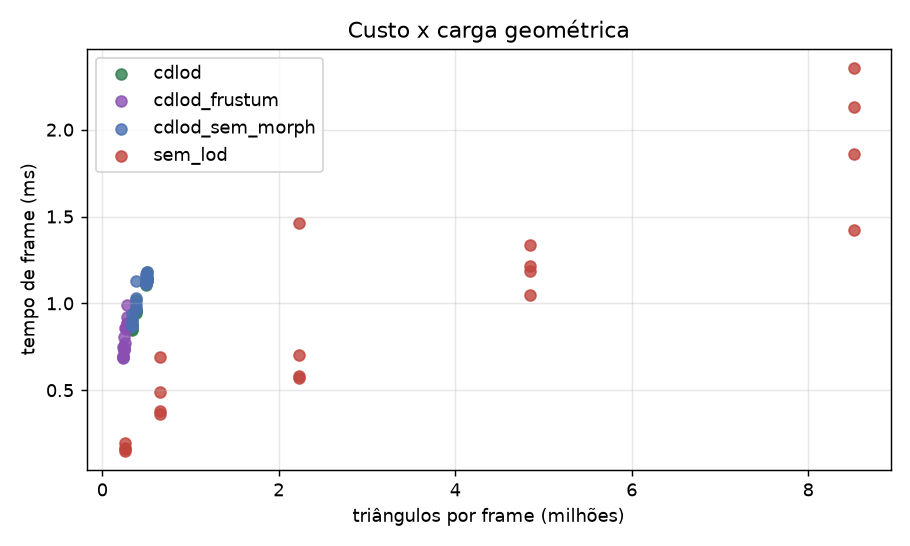 Custo x carga geométrica
cdlod
cdlod_frustum
cdlod_sem_morph
sem_lod
tempo de frame (ms)
2.0
1.5
1.0
0.5
0
2
4
6
8
triângulos por frame (milhões)